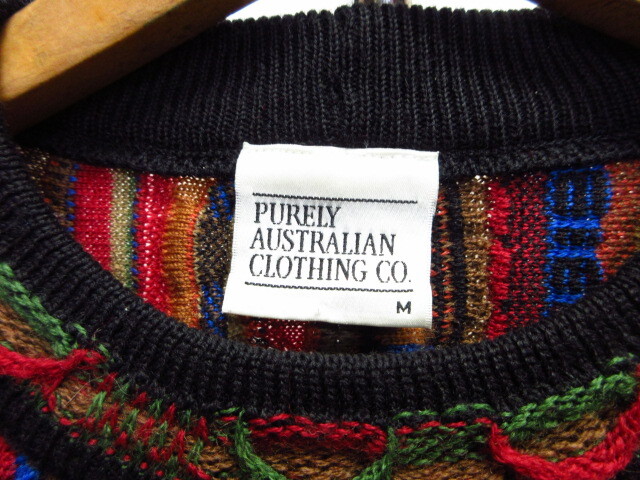 PURELY
AUSTRALIAN
CLOTHING CO.
M